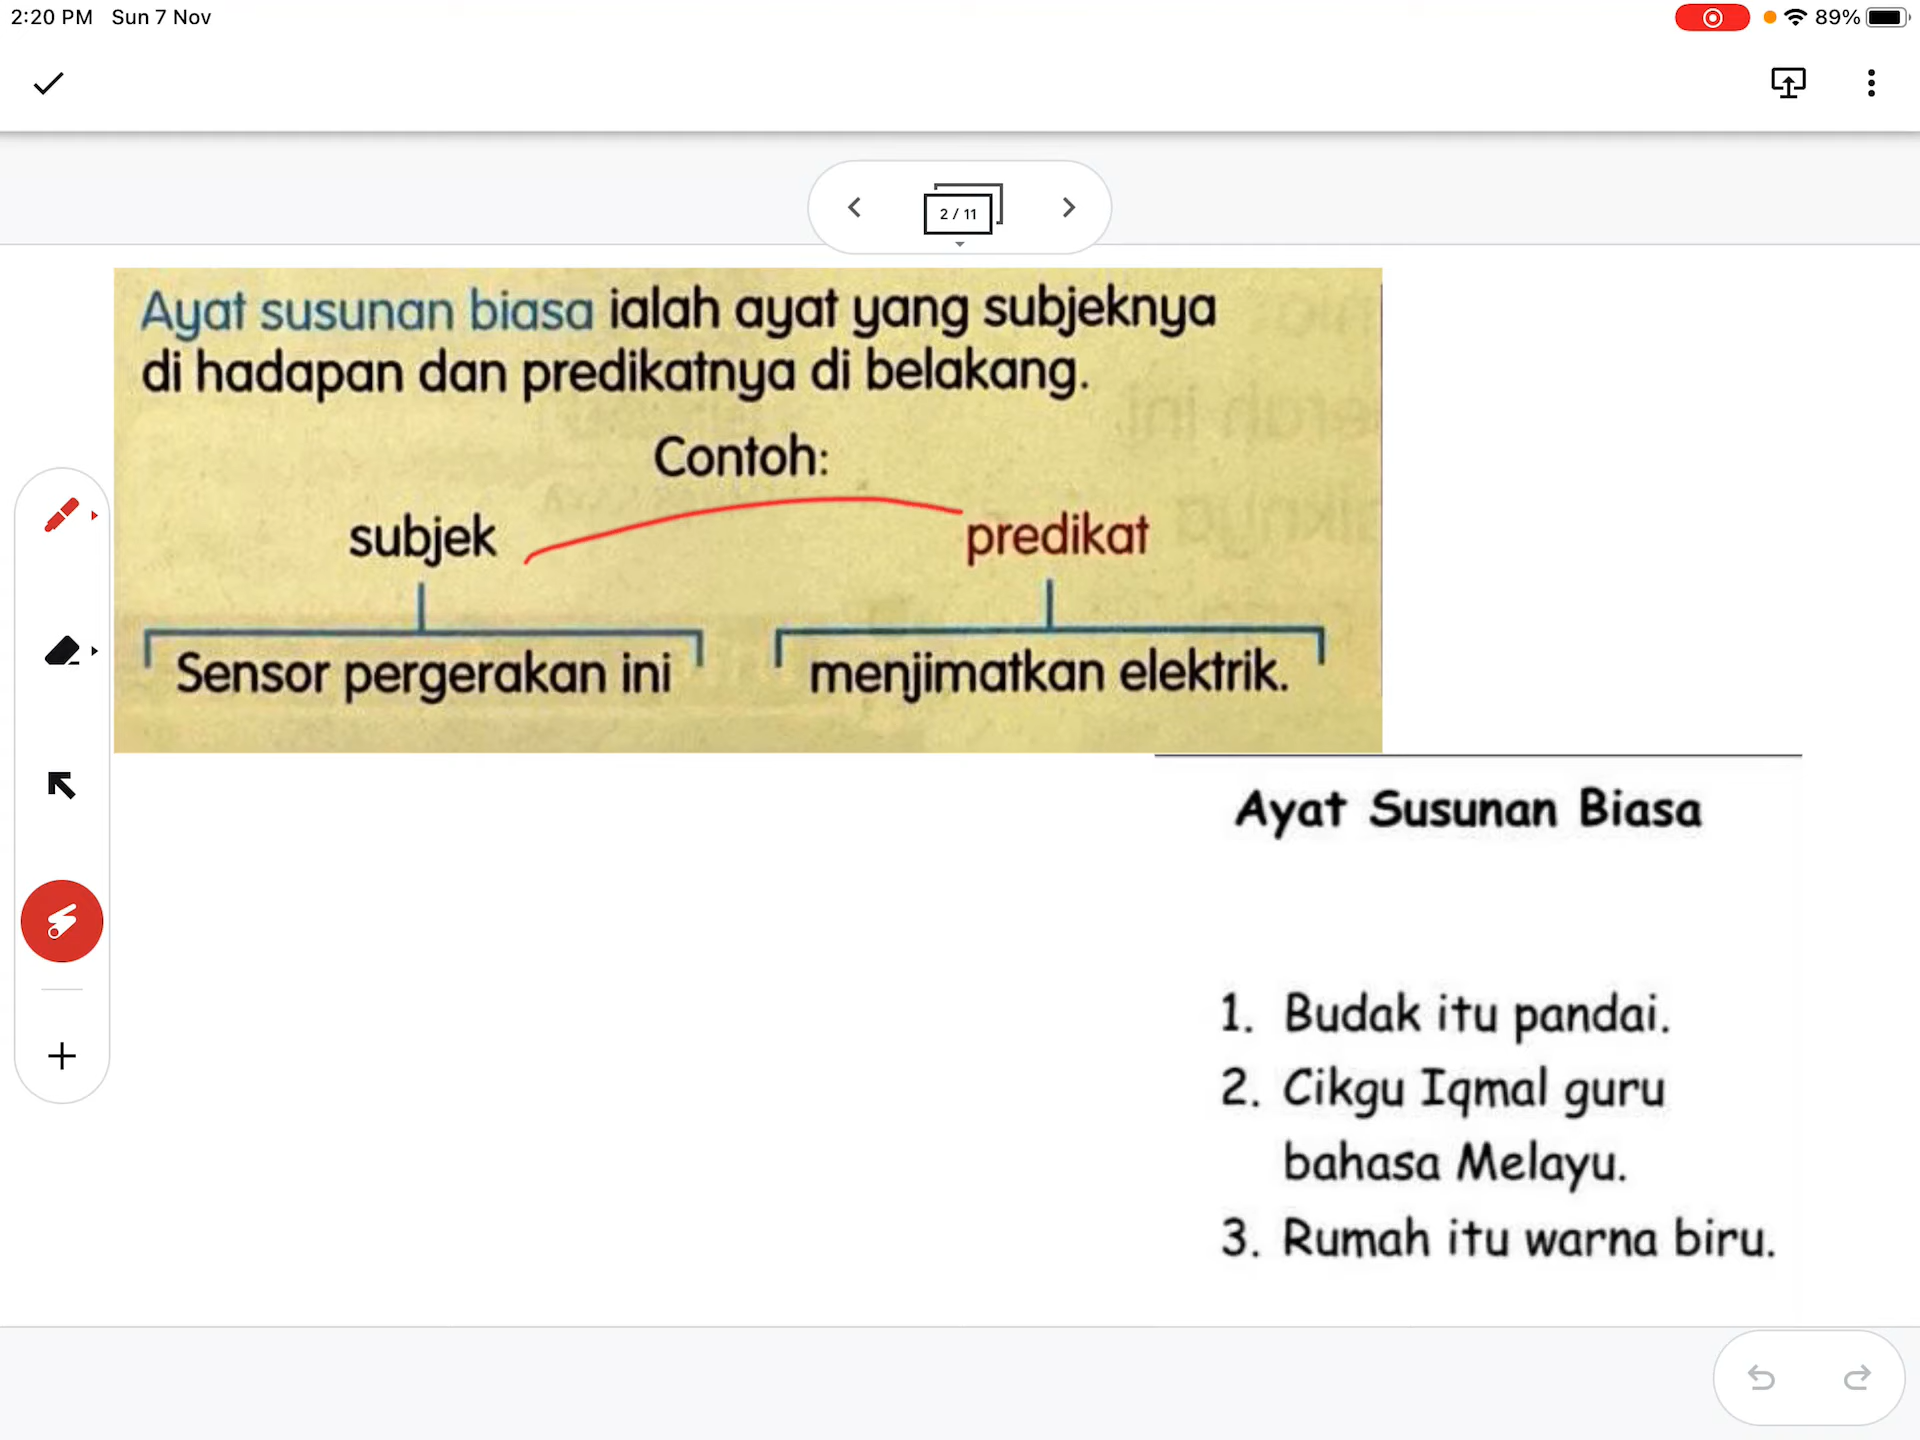 2:20 PM Sun 7 Nov
89%
2 / 11
Ayat susunan biasa ialah ayat yang subjeknya
di hadapan dan predikatnya di belakang.
Contoh:
subjek predikat
Sensor pergerakan ini menjimatkan elektrik.
Ayat Susunan Biasa
1. Budak itu pandai.
2. Cikgu Iqmal guru
bahasa Melayu.
3. Rumah itu warna biru.